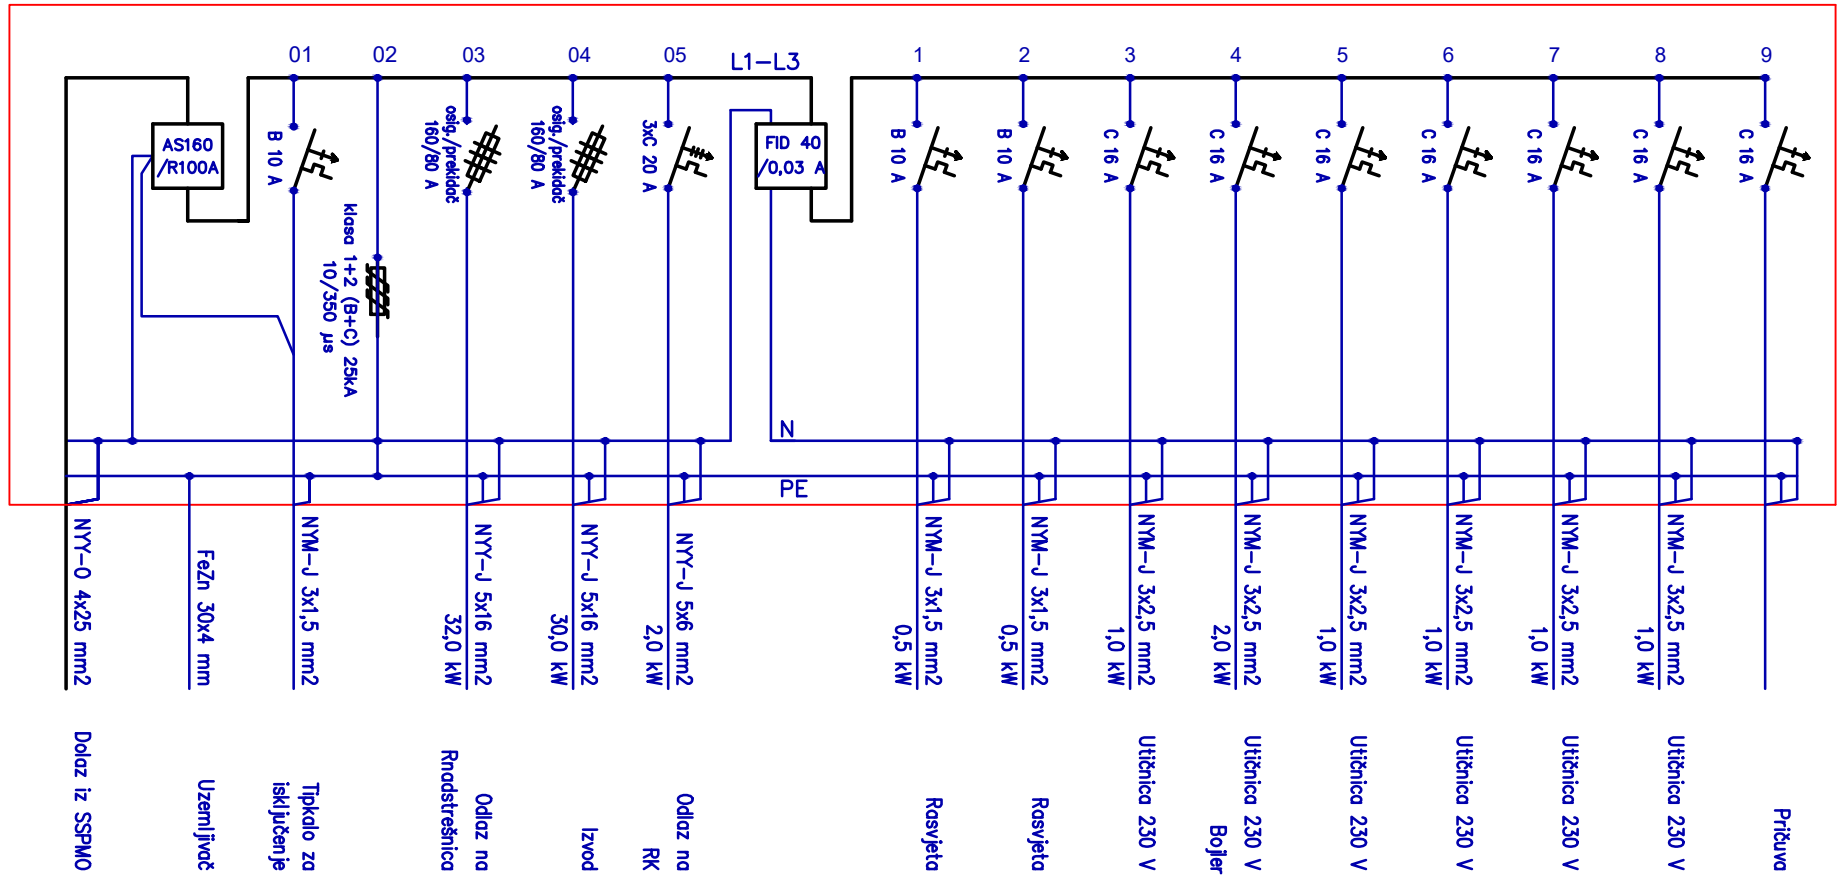 01
02
03
04
05
L1-L3
1
2
3
4
5
6
7
8
9
AS160
/R100A
B 10 A
klasa 1+2 (B+C) 25kA
10/350 µs
osig./prekidač
160/80 A
osig./prekidač
160/80 A
3xC 20 A
FID 40
/0,03 A
B 10 A
B 10 A
C 16 A
C 16 A
C 16 A
C 16 A
C 16 A
C 16 A
C 16 A
N
PE
NYY-O 4x25 mm2
FeZn 30x4 mm
NYM-J 3x1,5 mm2
NYY-J 5x16 mm2
32,0 kW
NYY-J 5x16 mm2
30,0 kW
NYY-J 5x6 mm2
2,0 kW
NYM-J 3x1,5 mm2
0,5 kW
NYM-J 3x1,5 mm2
0,5 kW
NYM-J 3x2,5 mm2
1,0 kW
NYM-J 3x2,5 mm2
2,0 kW
NYM-J 3x2,5 mm2
1,0 kW
NYM-J 3x2,5 mm2
1,0 kW
NYM-J 3x2,5 mm2
1,0 kW
NYM-J 3x2,5 mm2
1,0 kW
Dolaz iz SSPMO
Uzemljivač
Tipkalo za
isključenje
Odlaz na
Rnadstrešnica
Izvod
Odlaz na
RK
Rasvjeta
Rasvjeta
Utičnica 230 V
Utičnica 230 V
Bojler
Utičnica 230 V
Utičnica 230 V
Utičnica 230 V
Utičnica 230 V
Pričuva